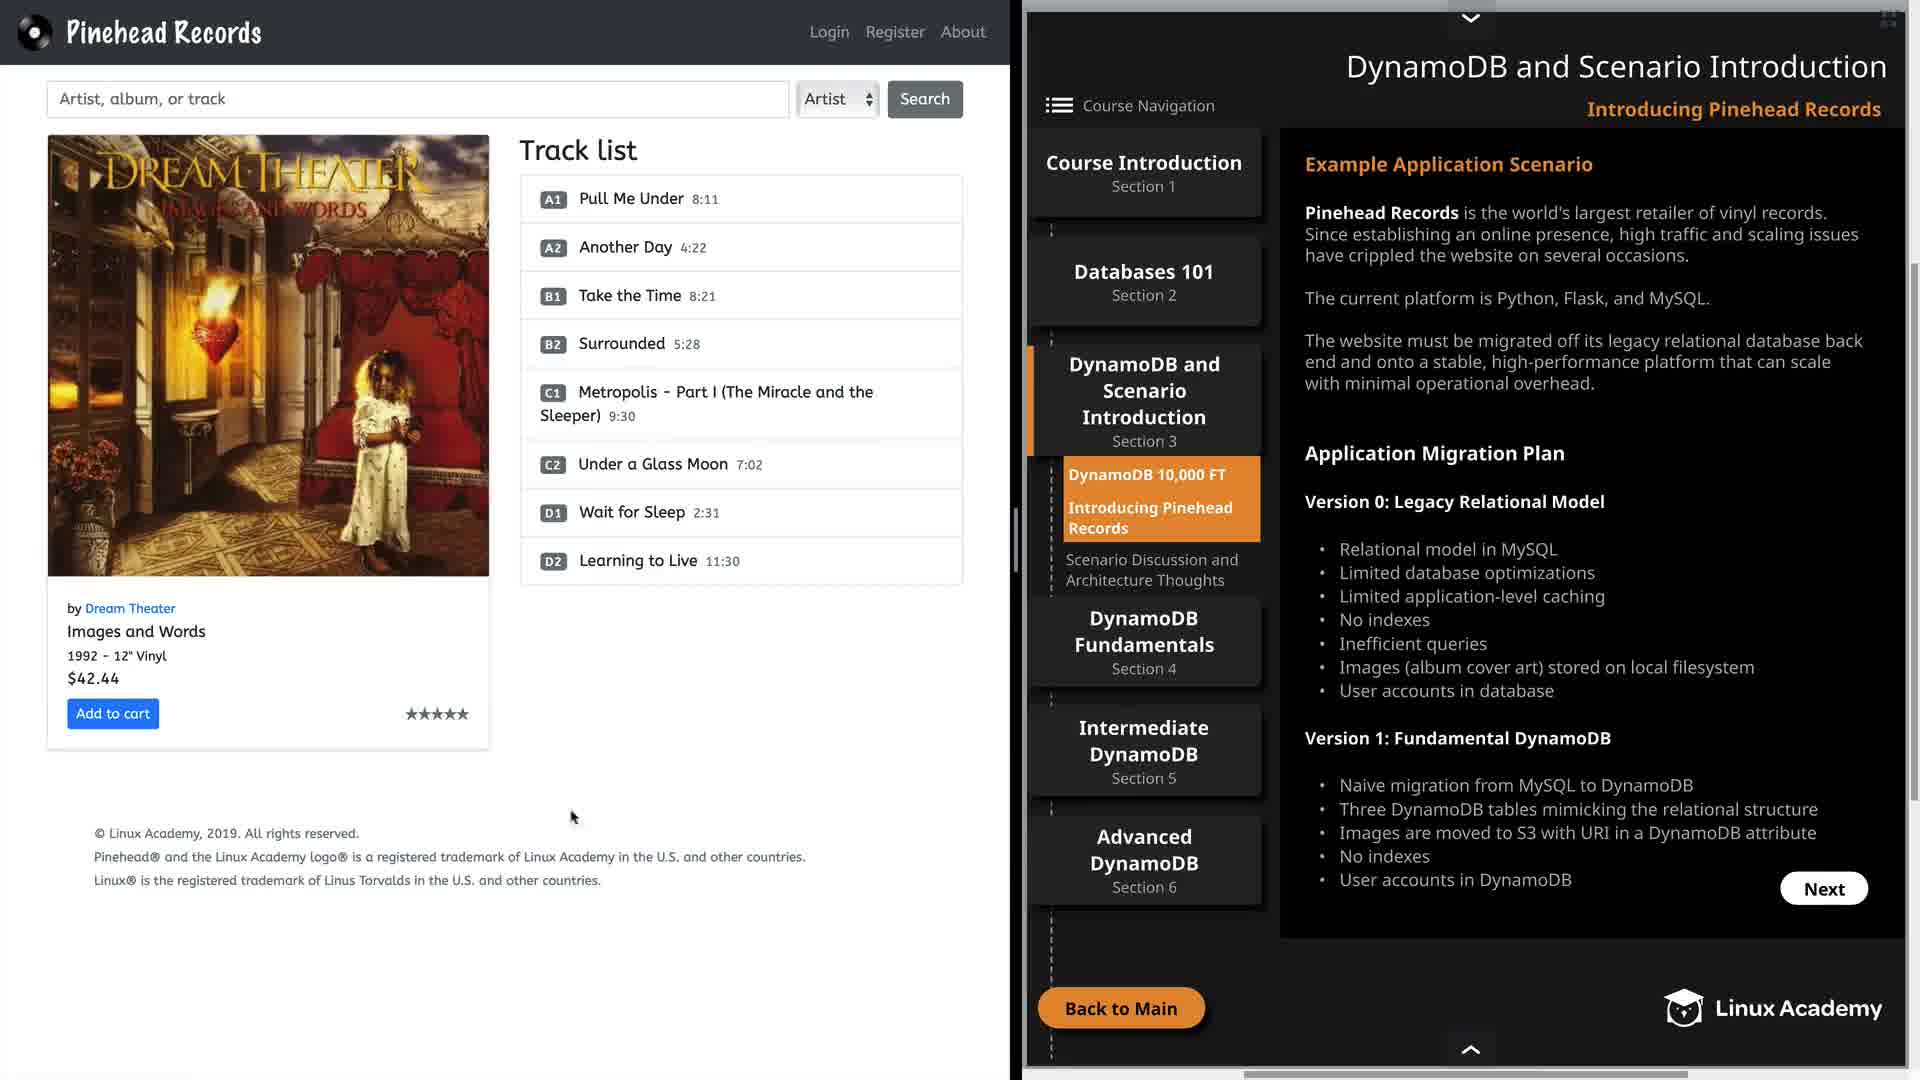 Pinehead Records
Login Register About
Artist, album, or track
Artist
Search
DREAM THEATER
IMAGES AND WORDS
by Dream Theater
Images and Words
1992 - 12" Vinyl
$42.44
Add to cart
★★★★★
Track list
A1 Pull Me Under 8:11
A2 Another Day 4:22
B1 Take the Time 8:21
B2 Surrounded 5:28
C1 Metropolis - Part I (The Miracle and the
Sleeper) 9:30
C2 Under a Glass Moon 7:02
D1 Wait for Sleep 2:31
D2 Learning to Live 11:30
© Linux Academy, 2019. All rights reserved.
Pinehead® and the Linux Academy logo® is a registered trademark of Linux Academy in the U.S. and other countries.
Linux® is the registered trademark of Linus Torvalds in the U.S. and other countries.
DynamoDB and Scenario Introduction
Course Navigation
Introducing Pinehead Records
Course Introduction
Section 1
Databases 101
Section 2
DynamoDB and
Scenario
Introduction
Section 3
DynamoDB 10,000 FT
Introducing Pinehead
Records
Scenario Discussion and
Architecture Thoughts
DynamoDB
Fundamentals
Section 4
Intermediate
DynamoDB
Section 5
Advanced
DynamoDB
Section 6
Back to Main
Example Application Scenario
Pinehead Records is the world's largest retailer of vinyl records.
Since establishing an online presence, high traffic and scaling issues
have crippled the website on several occasions.
The current platform is Python, Flask, and MySQL.
The website must be migrated off its legacy relational database back
end and onto a stable, high-performance platform that can scale
with minimal operational overhead.
Application Migration Plan
Version 0: Legacy Relational Model
• Relational model in MySQL
• Limited database optimizations
• Limited application-level caching
• No indexes
• Inefficient queries
• Images (album cover art) stored on local filesystem
• User accounts in database
Version 1: Fundamental DynamoDB
• Naive migration from MySQL to DynamoDB
• Three DynamoDB tables mimicking the relational structure
• Images are moved to S3 with URI in a DynamoDB attribute
• No indexes
• User accounts in DynamoDB
Next
Linux Academy